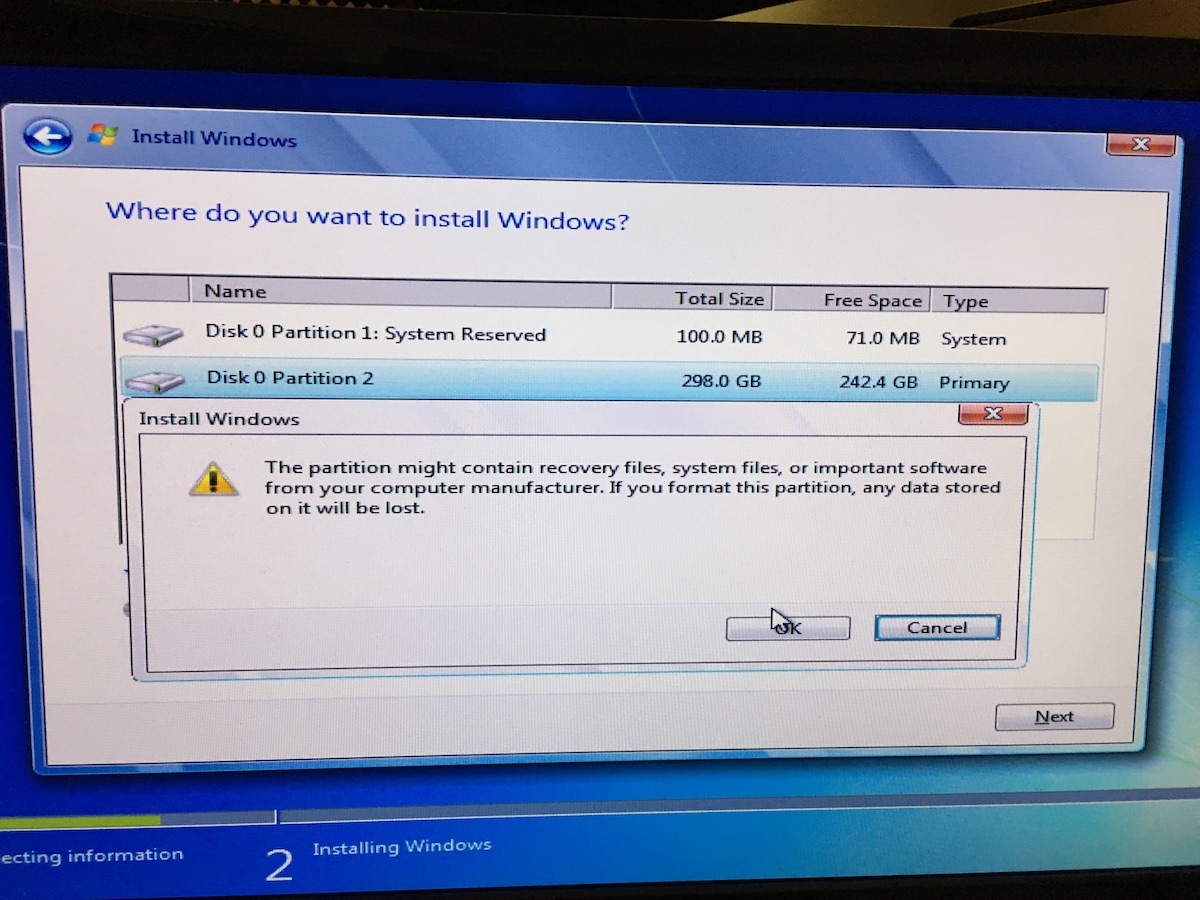 Install Windows
Where do you want to install Windows?
Name Total Size Free Space Type
Disk 0 Partition 1: System Reserved 100.0 MB 71.0 MB System
Disk 0 Partition 2 298.0 GB 242.4 GB Primary
Install Windows
The partition might contain recovery files, system files, or important software
from your computer manufacturer. If you format this partition, any data stored
on it will be lost.
OK Cancel
Next
ecting information 2 Installing Windows